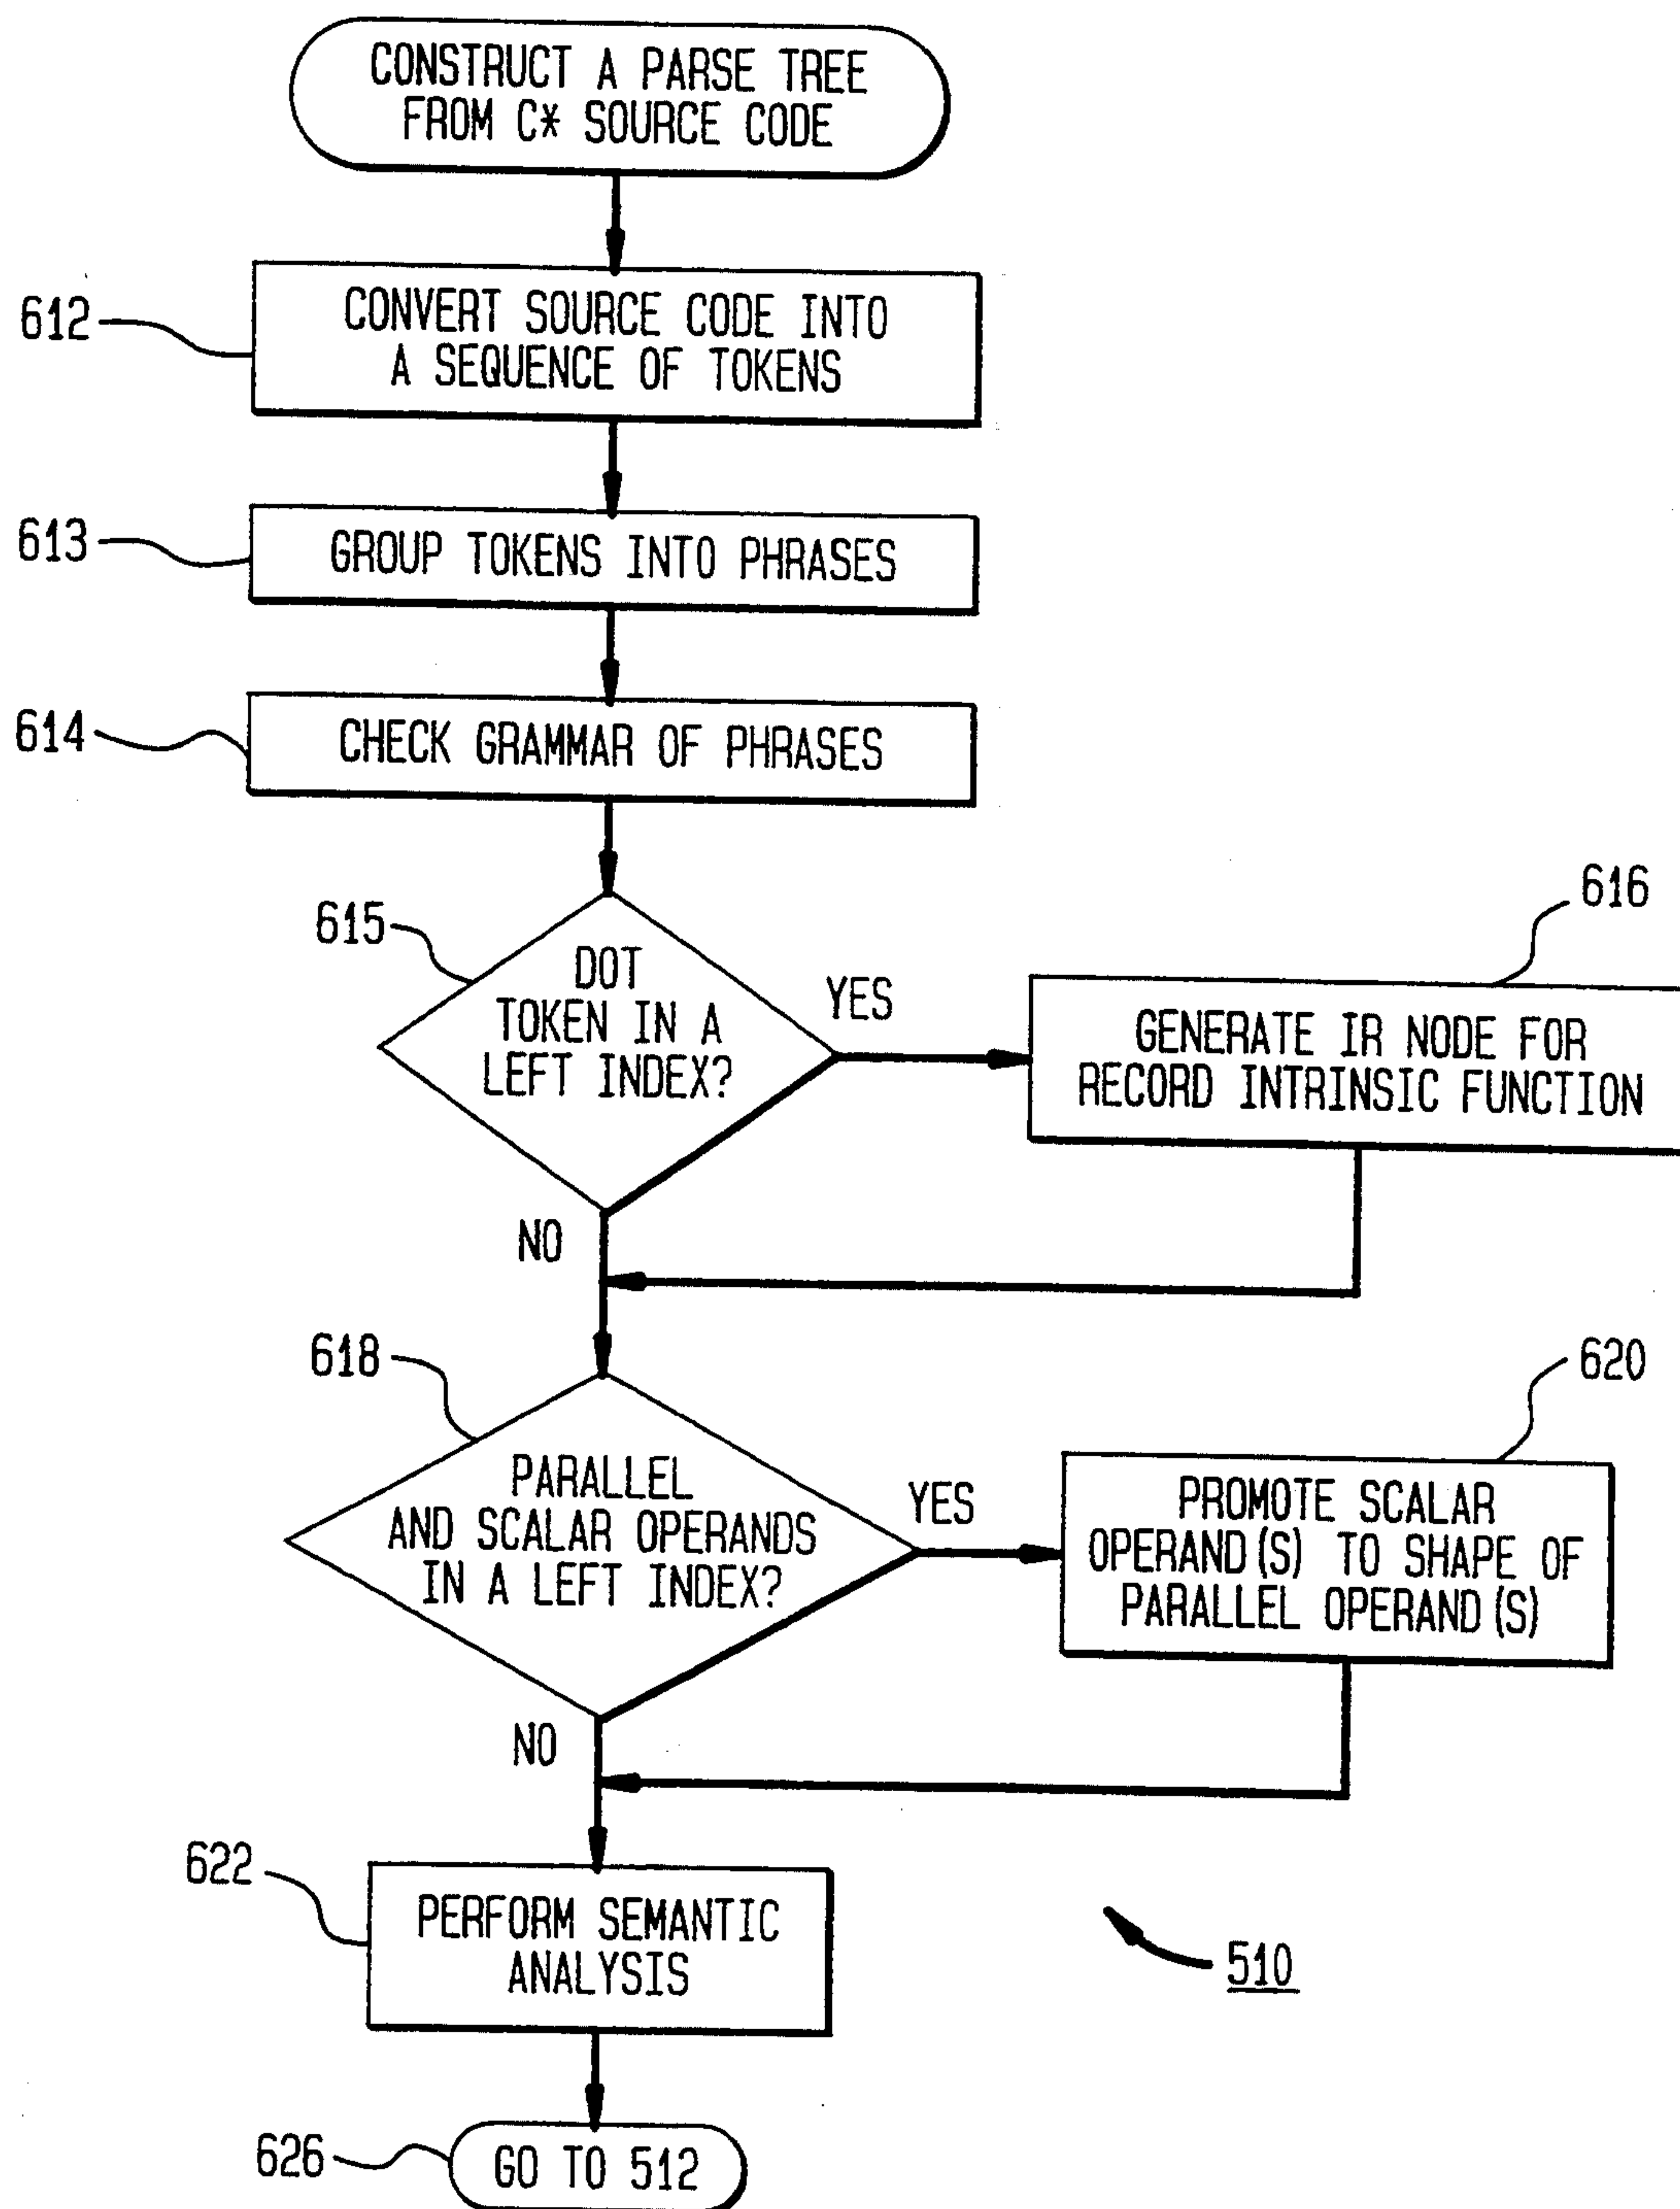 CONSTRUCT A PARSE TREE
FROM C* SOURCE CODE
612
CONVERT SOURCE CODE INTO
A SEQUENCE OF TOKENS
613
GROUP TOKENS INTO PHRASES
614
CHECK GRAMMAR OF PHRASES
615
DOT
TOKEN IN A
LEFT INDEX?
YES
616
GENERATE IR NODE FOR
RECORD INTRINSIC FUNCTION
NO
618
PARALLEL
AND SCALAR OPERANDS
IN A LEFT INDEX?
YES
620
PROMOTE SCALAR
OPERAND(S) TO SHAPE OF
PARALLEL OPERAND(S)
NO
622
PERFORM SEMANTIC
ANALYSIS
510
626
GO TO 512